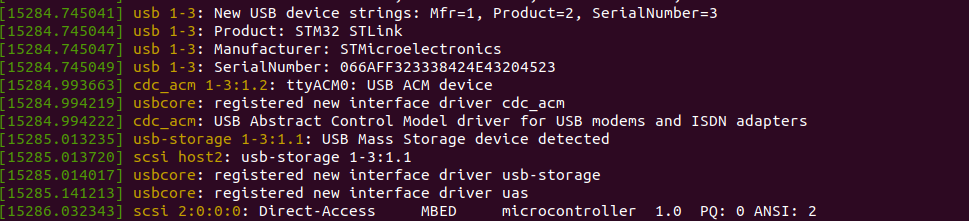 [15284.745041] usb 1-3: New USB device strings: Mfr=1, Product=2, SerialNumber=3
[15284.745044] usb 1-3: Product: STM32 STLink
[15284.745047] usb 1-3: Manufacturer: STMicroelectronics
[15284.745049] usb 1-3: SerialNumber: 066AFF323338424E43204523
[15284.993663] cdc_acm 1-3:1.2: ttyACM0: USB ACM device
[15284.994219] usbcore: registered new interface driver cdc_acm
[15284.994222] cdc_acm: USB Abstract Control Model driver for USB modems and ISDN adapters
[15285.013235] usb-storage 1-3:1.1: USB Mass Storage device detected
[15285.013720] scsi host2: usb-storage 1-3:1.1
[15285.014017] usbcore: registered new interface driver usb-storage
[15285.141213] usbcore: registered new interface driver uas
[15286.032343] scsi 2:0:0:0: Direct-Access     MBED     microcontroller  1.0  PQ: 0 ANSI: 2